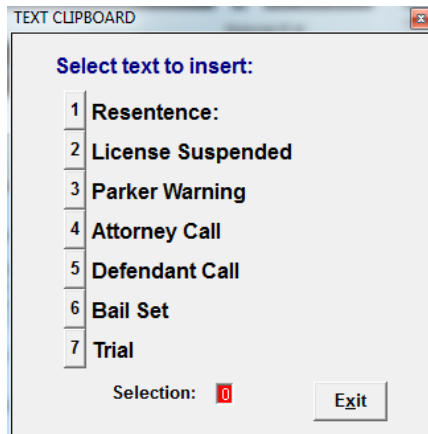 TEXT CLIPBOARD
x
Select text to insert:
1 Resentence:
2 License Suspended
3 Parker Warning
4 Attorney Call
5 Defendant Call
6 Bail Set
7 Trial
Selection: 0
Exit